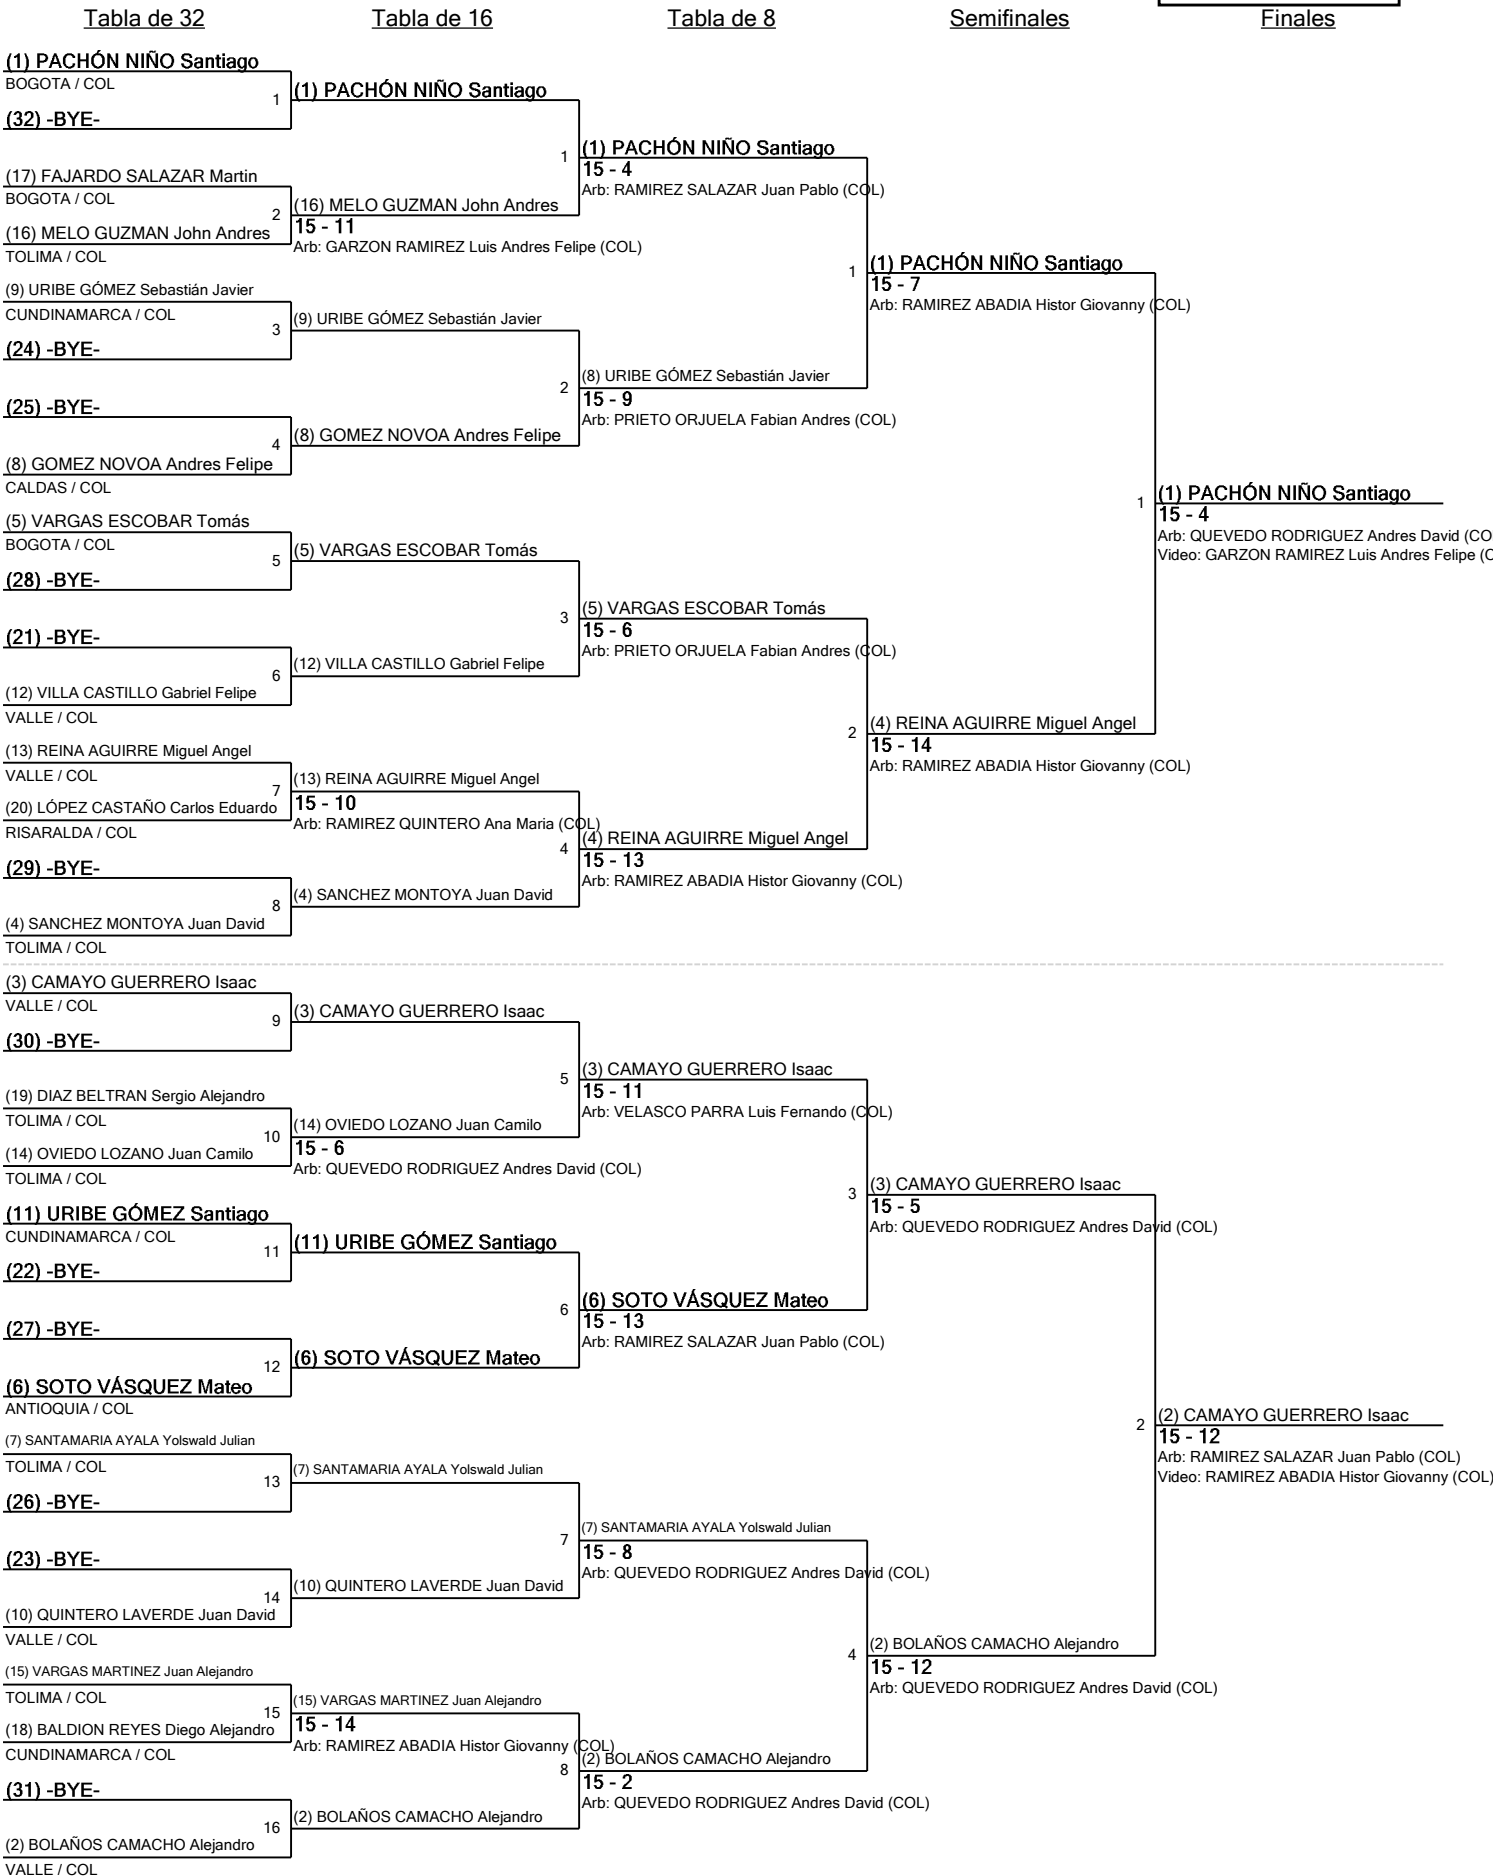 Tabla de 32
Tabla de 16
Tabla de 8
Semifinales
Finales
(1) PACHÓN NIÑO Santiago
BOGOTA / COL
1
(32) -BYE-
(17) FAJARDO SALAZAR Martin
BOGOTA / COL
2
(16) MELO GUZMAN John Andres
TOLIMA / COL
(9) URIBE GÓMEZ Sebastián Javier
CUNDINAMARCA / COL
3
(24) -BYE-
(25) -BYE-
4
(8) GOMEZ NOVOA Andres Felipe
CALDAS / COL
(5) VARGAS ESCOBAR Tomás
BOGOTA / COL
5
(28) -BYE-
(21) -BYE-
6
(12) VILLA CASTILLO Gabriel Felipe
VALLE / COL
(13) REINA AGUIRRE Miguel Angel
VALLE / COL
7
(20) LÓPEZ CASTAÑO Carlos Eduardo
RISARALDA / COL
(29) -BYE-
8
(4) SANCHEZ MONTOYA Juan David
TOLIMA / COL
(3) CAMAYO GUERRERO Isaac
VALLE / COL
9
(30) -BYE-
(19) DIAZ BELTRAN Sergio Alejandro
TOLIMA / COL
10
(14) OVIEDO LOZANO Juan Camilo
TOLIMA / COL
(11) URIBE GÓMEZ Santiago
CUNDINAMARCA / COL
11
(22) -BYE-
(27) -BYE-
12
(6) SOTO VÁSQUEZ Mateo
ANTIOQUIA / COL
(7) SANTAMARIA AYALA Yolswald Julian
TOLIMA / COL
13
(26) -BYE-
(23) -BYE-
14
(10) QUINTERO LAVERDE Juan David
VALLE / COL
(15) VARGAS MARTINEZ Juan Alejandro
TOLIMA / COL
15
(18) BALDION REYES Diego Alejandro
CUNDINAMARCA / COL
(31) -BYE-
16
(2) BOLAÑOS CAMACHO Alejandro
VALLE / COL
(1) PACHÓN NIÑO Santiago
1
(16) MELO GUZMAN John Andres
15 - 11
Arb: GARZON RAMIREZ Luis Andres Felipe (COL)
(9) URIBE GÓMEZ Sebastián Javier
2
(8) GOMEZ NOVOA Andres Felipe
(5) VARGAS ESCOBAR Tomás
3
(12) VILLA CASTILLO Gabriel Felipe
(13) REINA AGUIRRE Miguel Angel
15 - 10
Arb: RAMIREZ QUINTERO Ana Maria (COL)
4
(4) SANCHEZ MONTOYA Juan David
(3) CAMAYO GUERRERO Isaac
5
(14) OVIEDO LOZANO Juan Camilo
15 - 6
Arb: QUEVEDO RODRIGUEZ Andres David (COL)
(11) URIBE GÓMEZ Santiago
6
(6) SOTO VÁSQUEZ Mateo
(7) SANTAMARIA AYALA Yolswald Julian
7
(10) QUINTERO LAVERDE Juan David
(15) VARGAS MARTINEZ Juan Alejandro
15 - 14
Arb: RAMIREZ ABADIA Histor Giovanny (COL)
8
(2) BOLAÑOS CAMACHO Alejandro
(1) PACHÓN NIÑO Santiago
15 - 4
Arb: RAMIREZ SALAZAR Juan Pablo (COL)
1
(8) URIBE GÓMEZ Sebastián Javier
15 - 9
Arb: PRIETO ORJUELA Fabian Andres (COL)
(5) VARGAS ESCOBAR Tomás
15 - 6
Arb: PRIETO ORJUELA Fabian Andres (COL)
2
(4) REINA AGUIRRE Miguel Angel
15 - 13
Arb: RAMIREZ ABADIA Histor Giovanny (COL)
(3) CAMAYO GUERRERO Isaac
15 - 11
Arb: VELASCO PARRA Luis Fernando (COL)
3
(6) SOTO VÁSQUEZ Mateo
15 - 13
Arb: RAMIREZ SALAZAR Juan Pablo (COL)
(7) SANTAMARIA AYALA Yolswald Julian
15 - 8
Arb: QUEVEDO RODRIGUEZ Andres David (COL)
4
(2) BOLAÑOS CAMACHO Alejandro
15 - 2
Arb: QUEVEDO RODRIGUEZ Andres David (COL)
(1) PACHÓN NIÑO Santiago
15 - 7
Arb: RAMIREZ ABADIA Histor Giovanny (COL)
1
(4) REINA AGUIRRE Miguel Angel
15 - 14
Arb: RAMIREZ ABADIA Histor Giovanny (COL)
(3) CAMAYO GUERRERO Isaac
15 - 5
Arb: QUEVEDO RODRIGUEZ Andres David (COL)
2
(2) BOLAÑOS CAMACHO Alejandro
15 - 12
Arb: QUEVEDO RODRIGUEZ Andres David (COL)
(1) PACHÓN NIÑO Santiago
15 - 4
Arb: QUEVEDO RODRIGUEZ Andres David (CO
Video: GARZON RAMIREZ Luis Andres Felipe (C
(2) CAMAYO GUERRERO Isaac
15 - 12
Arb: RAMIREZ SALAZAR Juan Pablo (COL)
Video: RAMIREZ ABADIA Histor Giovanny (COL)